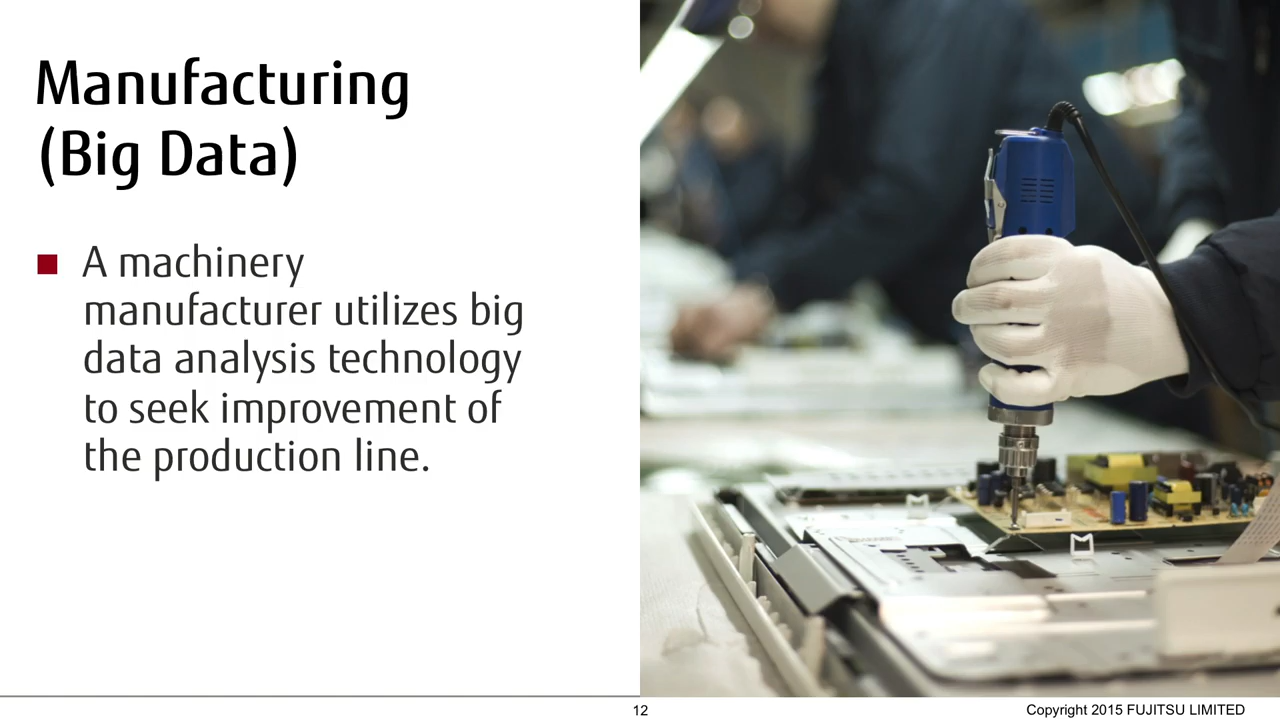 Manufacturing
(Big Data)
A machinery
manufacturer utilizes big
data analysis technology
to seek improvement of
the production line.
12
Copyright 2015 FUJITSU LIMITED